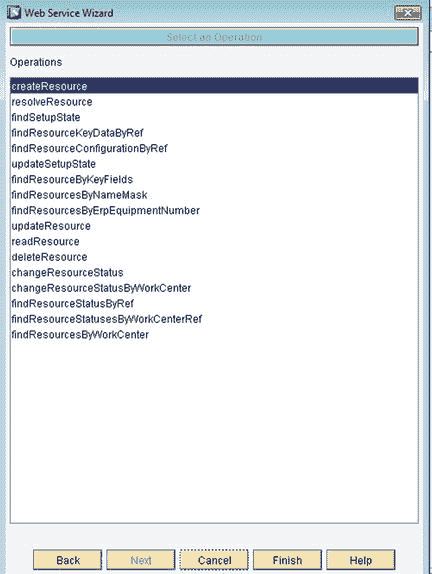 Web Service Wizard
Select an Operation
Operations
createResource
resolveResource
findSetupState
findResourceKeyDataByRef
findResourceConfigurationByRef
updateSetupState
findResourceByKeyFields
findResourcesByNameMask
findResourcesByErpEquipmentNumber
updateResource
readResource
deleteResource
changeResourceStatus
changeResourceStatusByWorkCenter
findResourceStatusByRef
findResourceStatusesByWorkCenterRef
findResourcesByWorkCenter
Back Next Cancel Finish Help